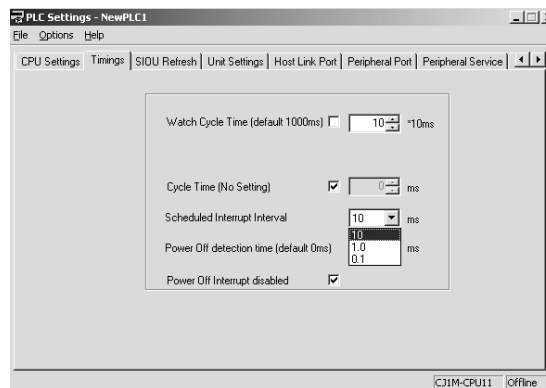 PLC Settings - NewPLC1
File Options Help
CPU Settings Timings SIOU Refresh Unit Settings Host Link Port Peripheral Port Peripheral Service
Watch Cycle Time (default 1000ms) 10 *10ms
Cycle Time (No Setting) 0 ms
Scheduled Interrupt Interval 10 ms
10
Power Off detection time (default 0ms) 1.0 ms
0.1
Power Off Interrupt disabled
CJ1M-CPU11 Offline